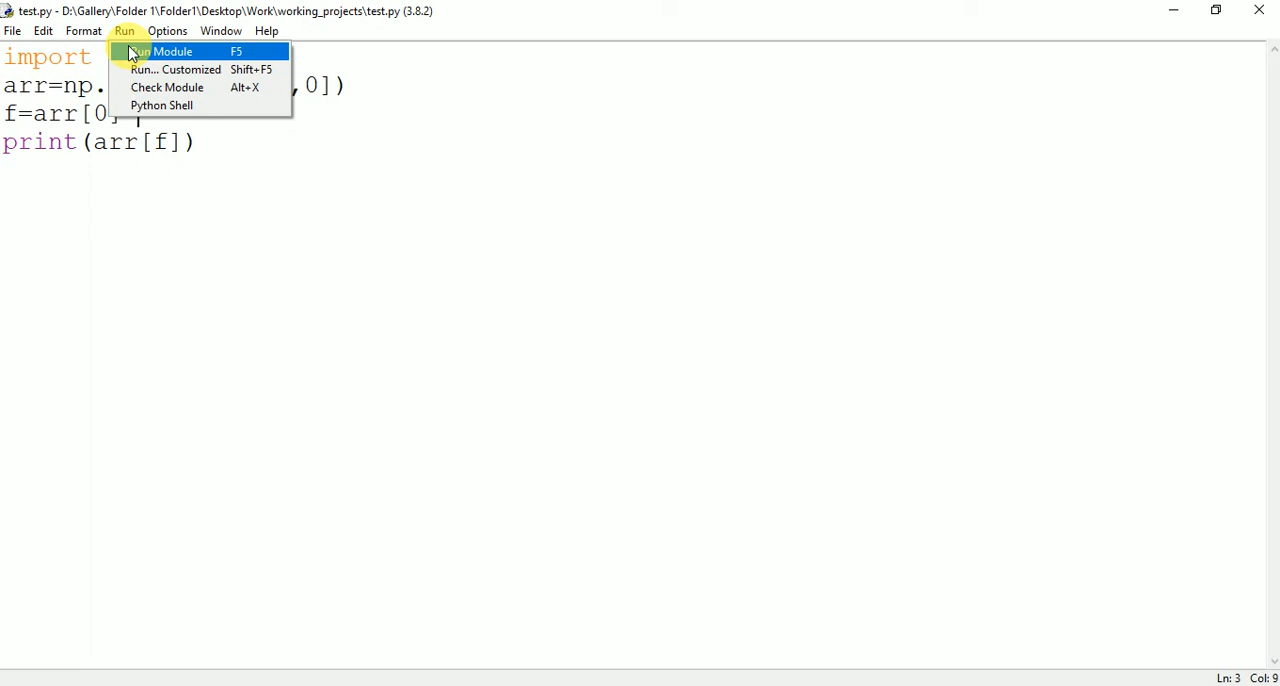 test.py - D:\Gallery\Folder 1\Folder1\Desktop\Work\working_projects\test.py (3.8.2)
File Edit Format Run Options Window Help
import
Run Module F5
Run... Customized Shift+F5
arr=np. ,0])
Check Module Alt+X
Python Shell
f=arr[0]
print(arr[f])
Ln: 3 Col: 9